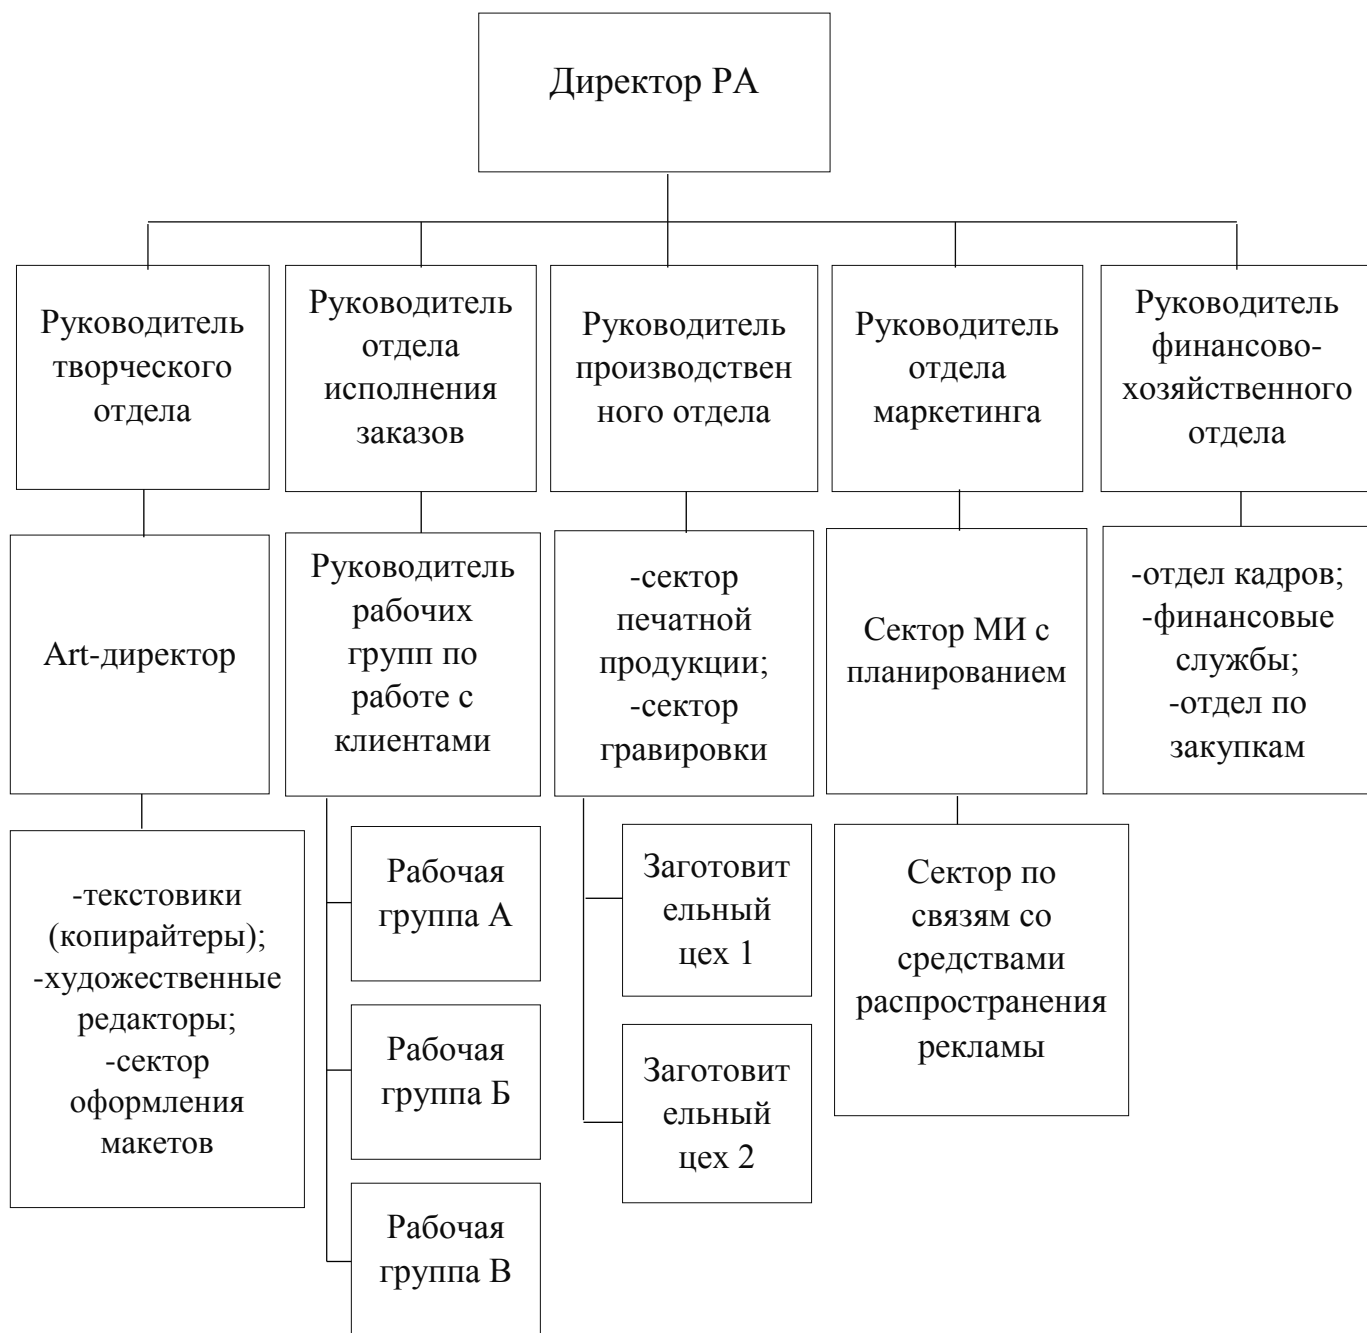 Директор РА
Руководитель
творческого
отдела
Руководитель
отдела
исполнения
заказов
Руководитель
производствен
ного отдела
Руководитель
отдела
маркетинга
Руководитель
финансово-
хозяйственного
отдела
Art-директор
Руководитель
рабочих
групп по
работе с
клиентами
-сектор
печатной
продукции;
-сектор
гравировки
Сектор МИ с
планированием
-отдел кадров;
-финансовые
службы;
-отдел по
закупкам
-текстовики
(копирайтеры);
-художественные
редакторы;
-сектор
оформления
макетов
Рабочая
группа А
Рабочая
группа Б
Рабочая
группа В
Заготовит
ельный
цех 1
Заготовит
ельный
цех 2
Сектор по
связям со
средствами
распространения
рекламы